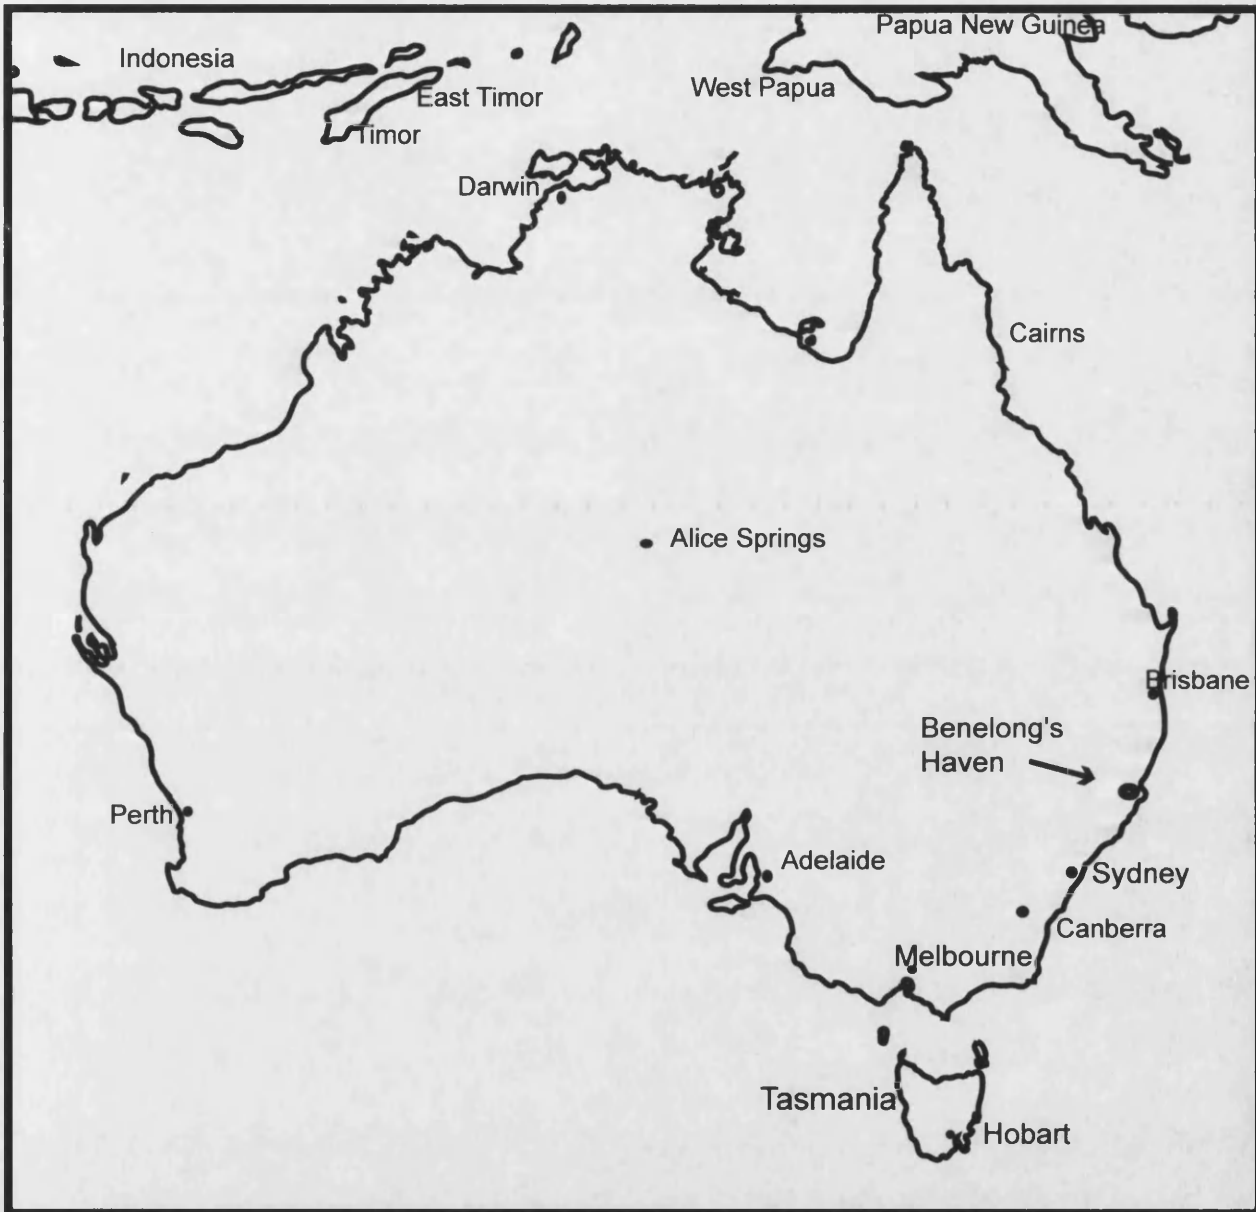 Papua New Guinea
Indonesia
West Papua
East Timor
Timor
Darwin
Cairns
Alice Springs
Brisbane
Benelong's
Haven
Perth
Adelaide
Sydney
Canberra
Melbourne
Tasmania
Hobart